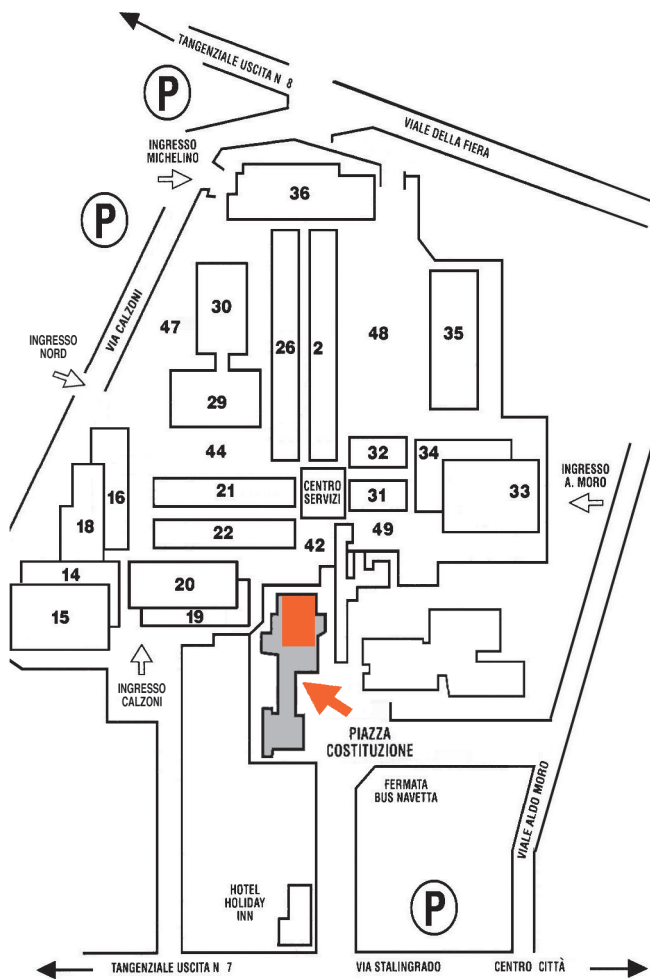 TANGENZIALE USCITA N 8
P
VIALE DELLA FIERA
INGRESSO
MICHELINO
36
P
VIA CALZONI
47
30
26
2
48
35
INGRESSO
NORD
29
44
32
34
INGRESSO
A. MORO
16
21
CENTRO
SERVIZI
31
33
18
22
42
49
14
20
15
19
INGRESSO
CALZONI
PIAZZA
COSTITUZIONE
FERMATA
BUS NAVETTA
VIALE ALDO MORO
HOTEL
HOLIDAY
INN
P
TANGENZIALE USCITA N 7
VIA STALINGRADO
CENTRO CITTÀ